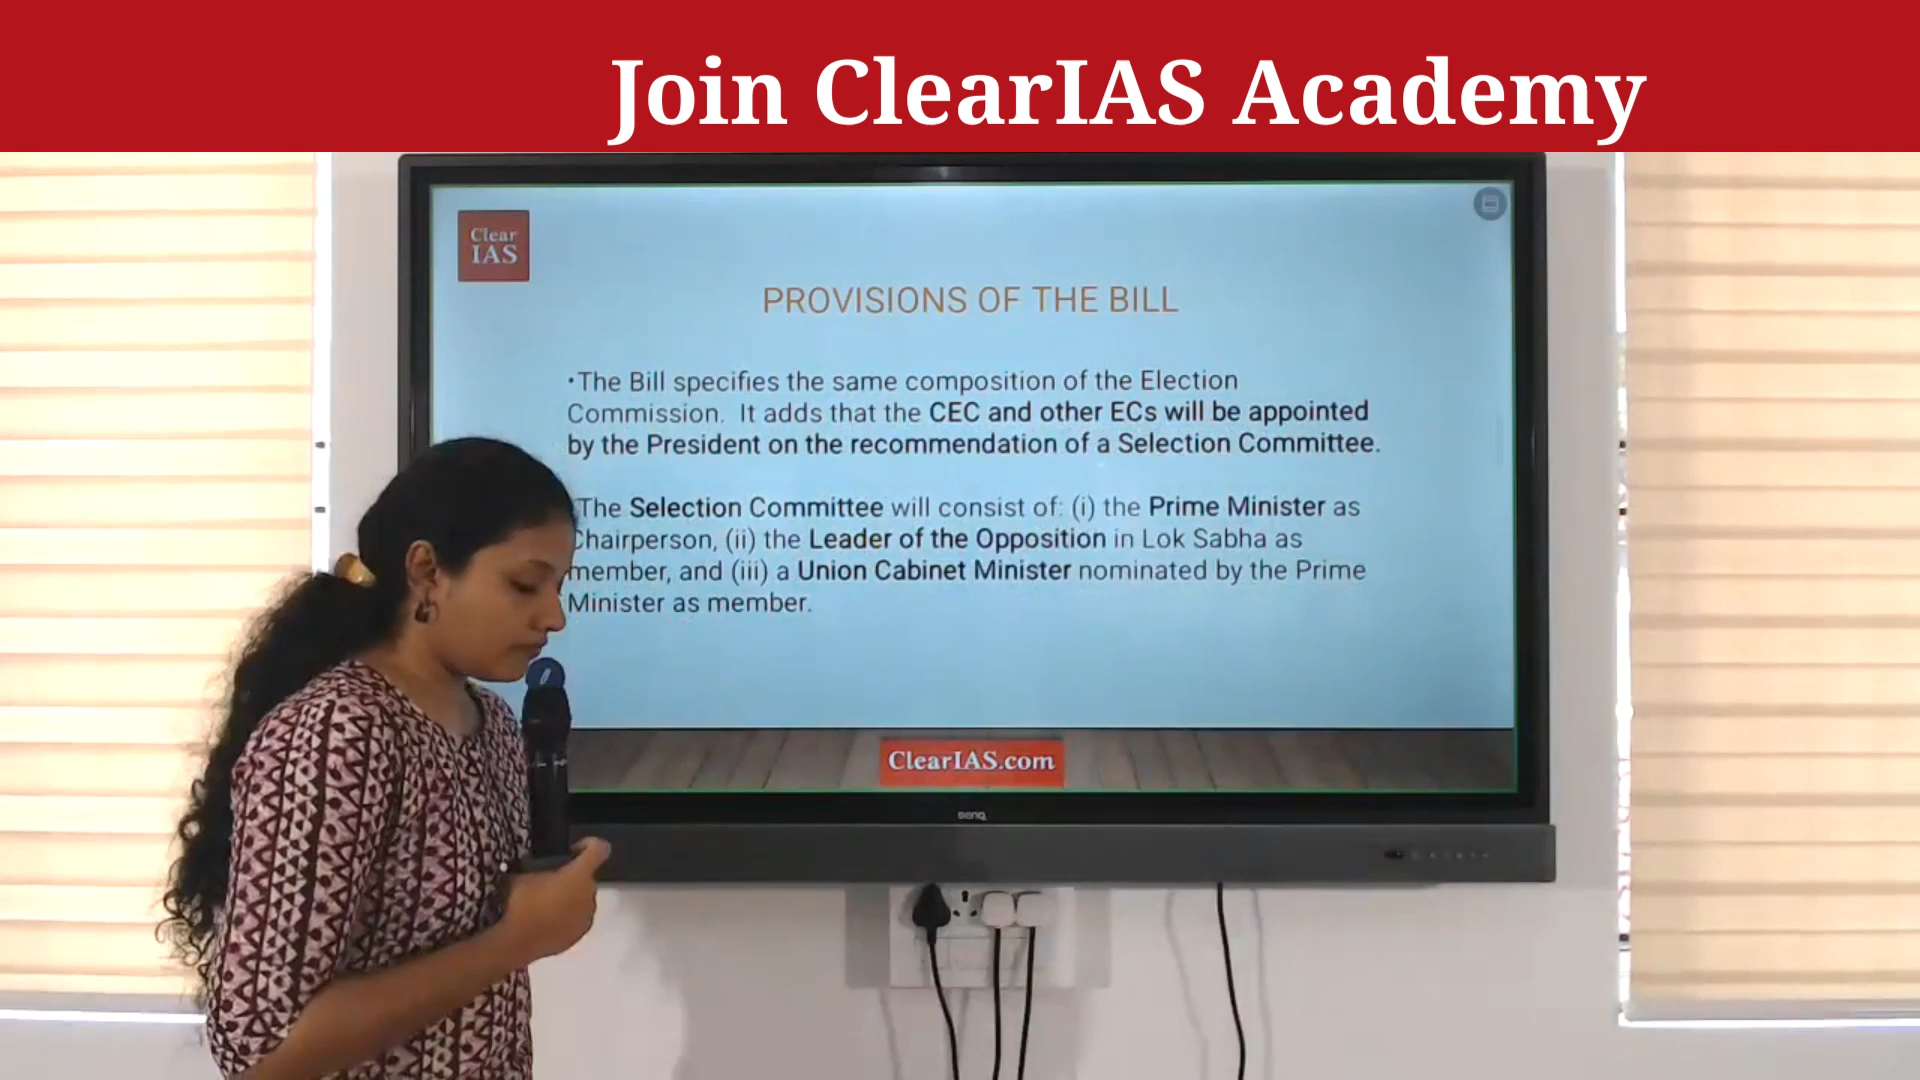 Join ClearIAS Academy
Clear
IAS
PROVISIONS OF THE BILL
•The Bill specifies the same composition of the Election
Commission. It adds that the CEC and other ECs will be appointed
by the President on the recommendation of a Selection Committee.
The Selection Committee will consist of: (i) the Prime Minister as
Chairperson, (ii) the Leader of the Opposition in Lok Sabha as
member, and (iii) a Union Cabinet Minister nominated by the Prime
Minister as member.
ClearIAS.com
BenQ